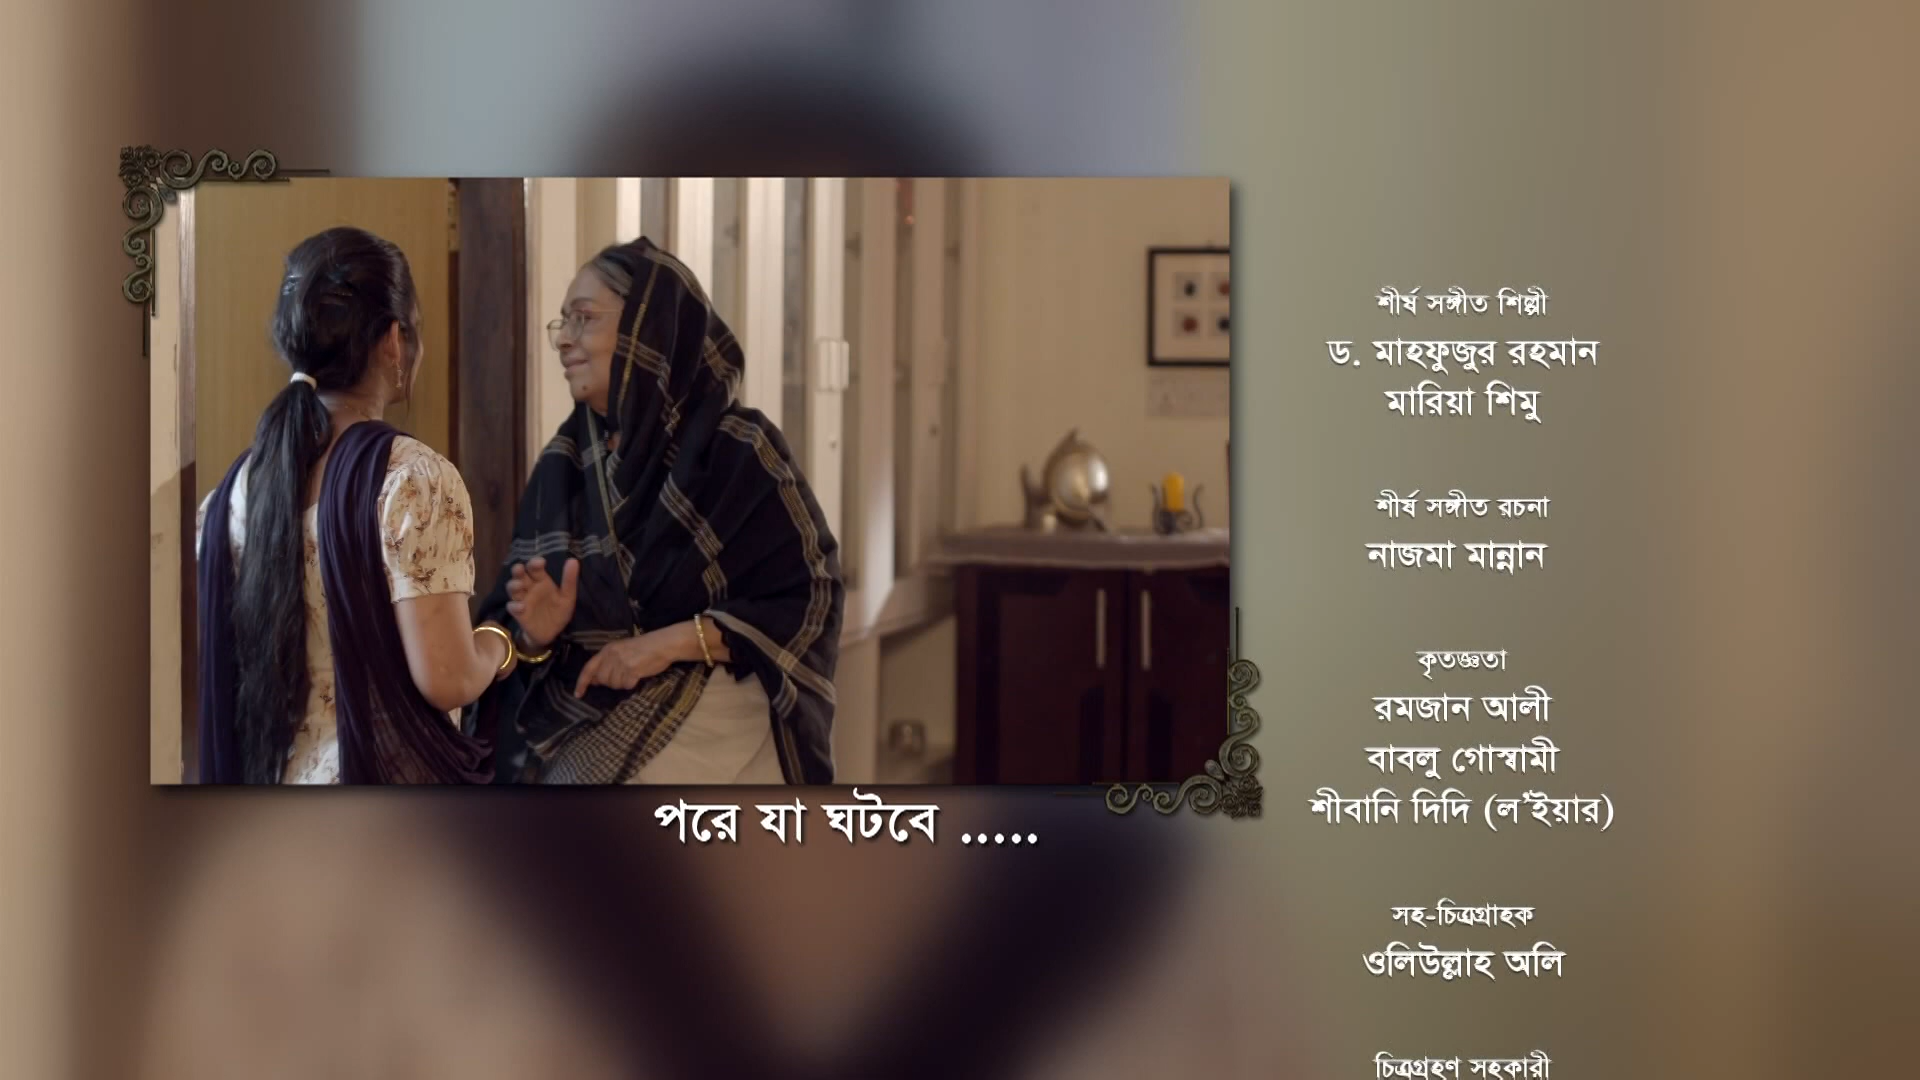 শীর্ষ সঙ্গীত শিল্পী
ড. মাহফুজুর রহমান
মারিয়া শিমু
শীর্ষ সঙ্গীত রচনা
নাজমা মান্নান
কৃতজ্ঞতা
রমজান আলী
বাবলু গোস্বামী
শীবানি দিদি (ল'ইয়ার)
পরে যা ঘটবে .....
সহ-চিত্রগ্রাহক
ওলিউল্লাহ অলি
চিত্রগ্রহণ সহকারী